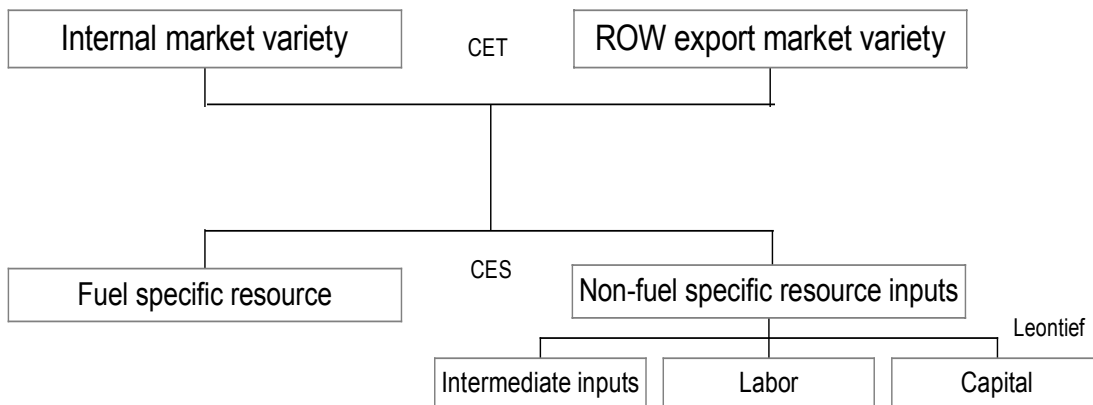 Internal market variety
CET
ROW export market variety
Fuel specific resource
CES
Non-fuel specific resource inputs
Leontief
Intermediate inputs
Labor
Capital